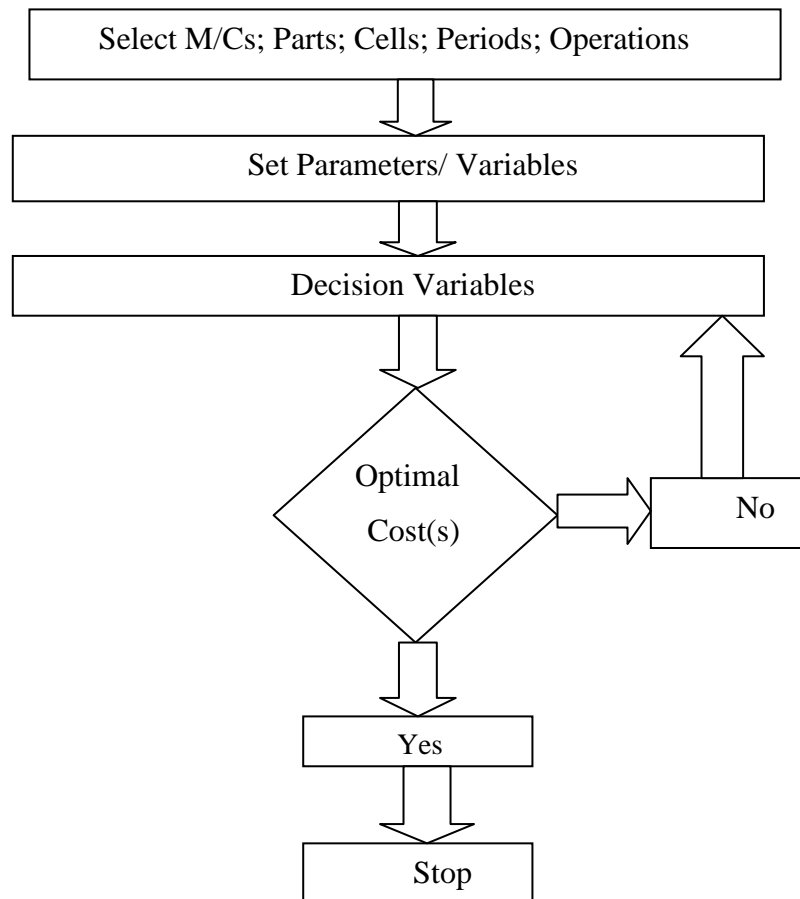 Select M/Cs; Parts; Cells; Periods; Operations
Set Parameters/ Variables
Decision Variables
Optimal
Cost(s)
No
Yes
Stop